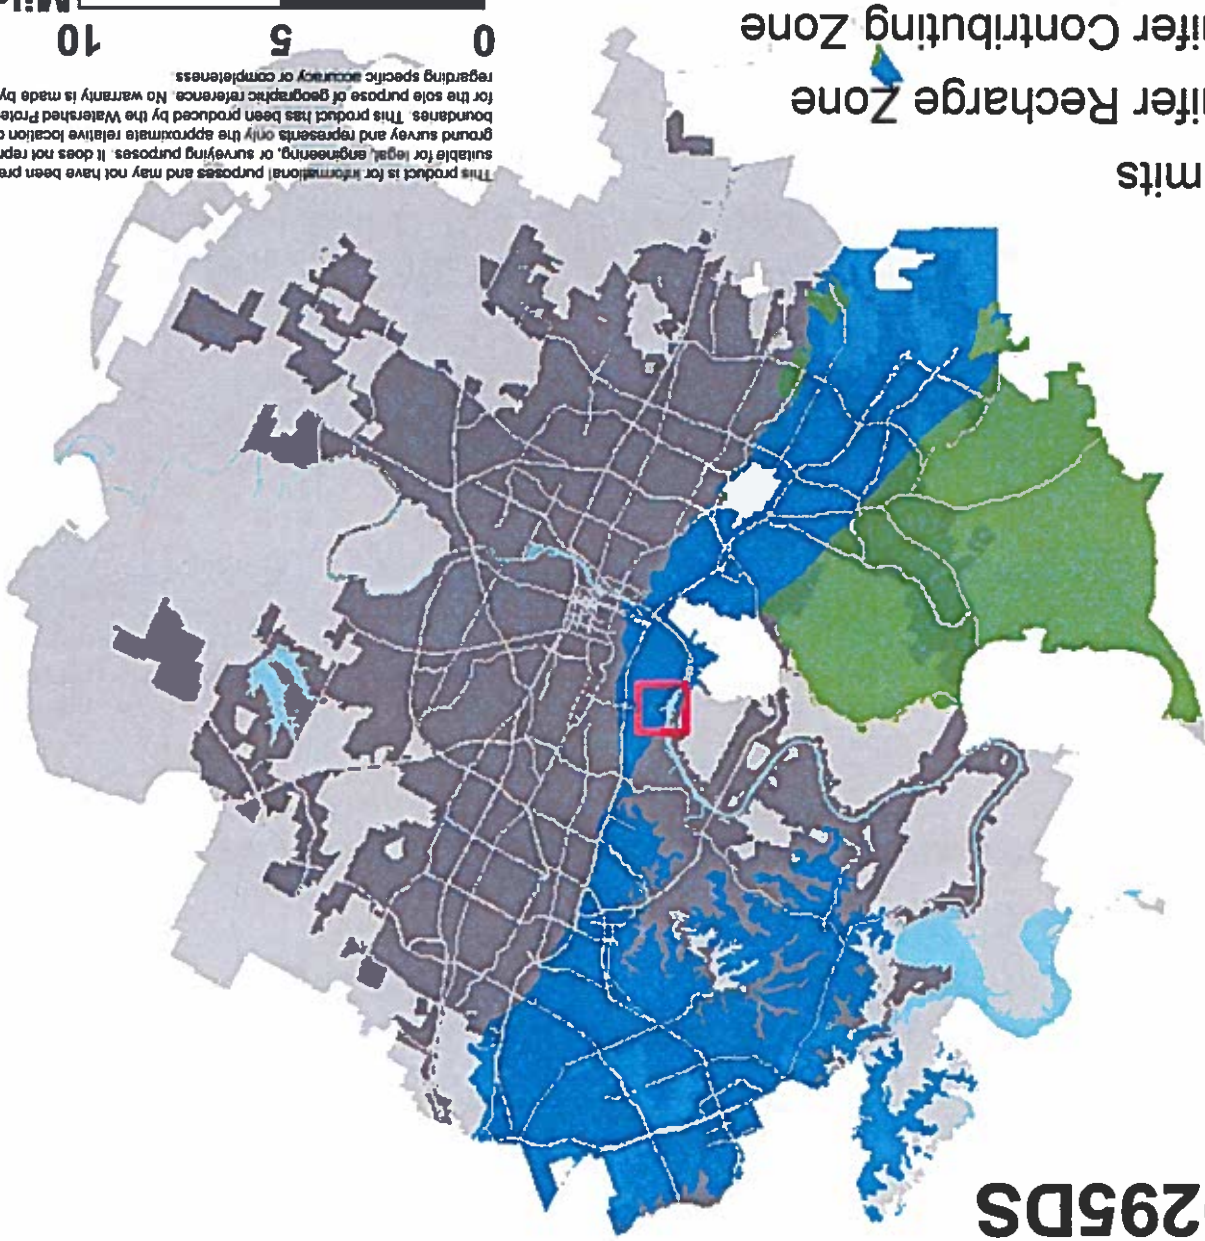 295DS
mits
ifer Recharge Zone
ifer Contributing Zone
This product is for informational purposes and may not have been pre
suitable for legal, engineering, or surveying purposes. It does not repr
ground survey and represents only the approximate relative location o
boundaries. This product has been produced by the Watershed Prote
for the sole purpose of geographic reference. No warranty is made by
regarding specific accuracy or completeness.
0 5 10
Mile